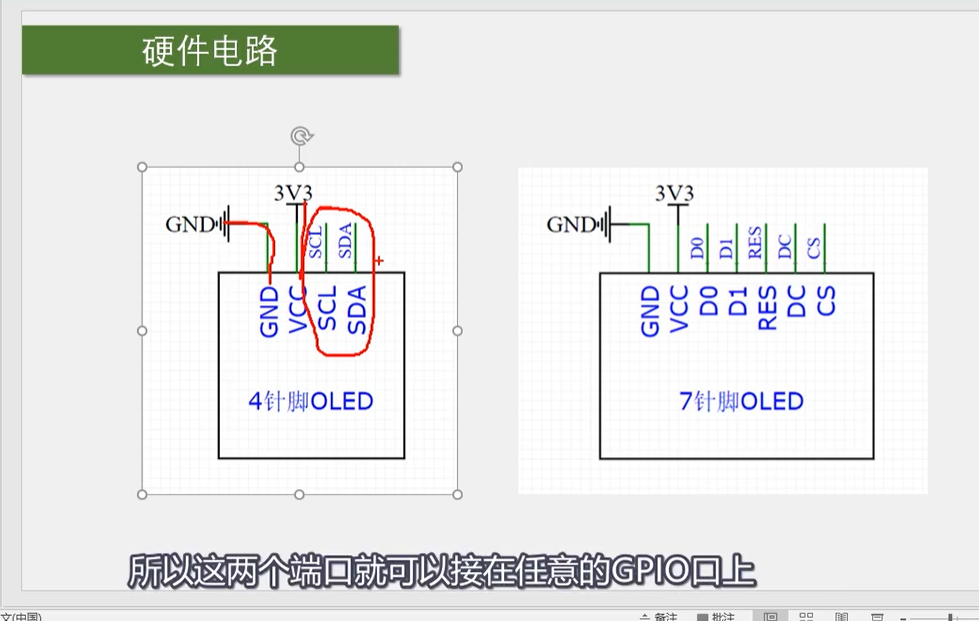 硬件电路
3V3
GND
SCL
SDA
GND
VCC
SCL
SDA
4针脚OLED
3V3
GND
D0
D1
RES
DC
CS
GND
VCC
D0
D1
RES
DC
CS
7针脚OLED
所以这两个端口就可以接在任意的GPIO口上
文(中国)
备注
批注